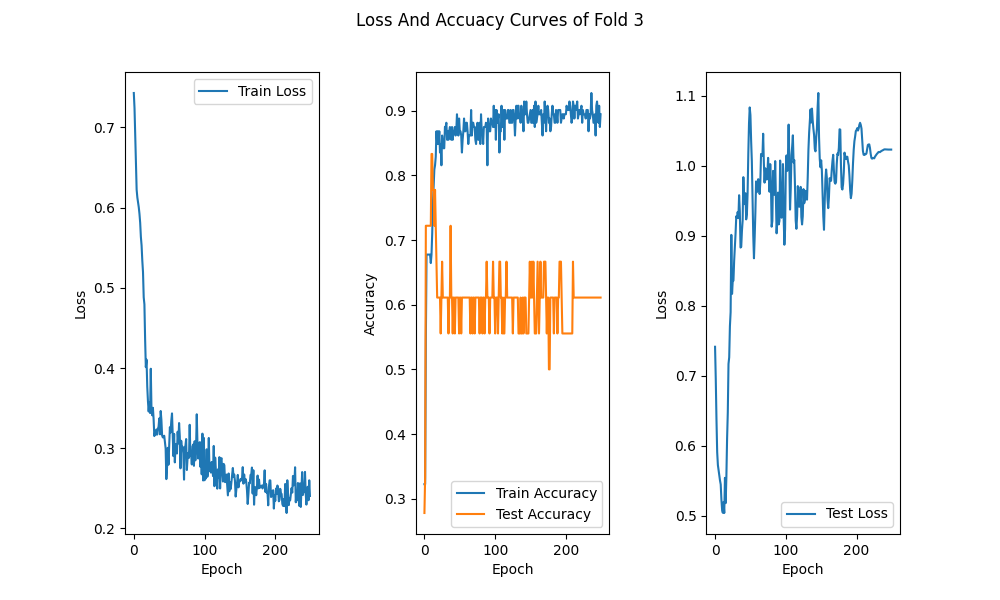 Loss And Accuacy Curves of Fold 3
Train Loss
0.7
0.6
0.5
0.4
0.3
0.2
Loss
0
100
200
Epoch
0.9
0.8
0.7
0.6
0.5
0.4
0.3
Accuracy
Train Accuracy
Test Accuracy
0
100
200
Epoch
1.1
1.0
0.9
0.8
0.7
0.6
0.5
Loss
Test Loss
0
100
200
Epoch